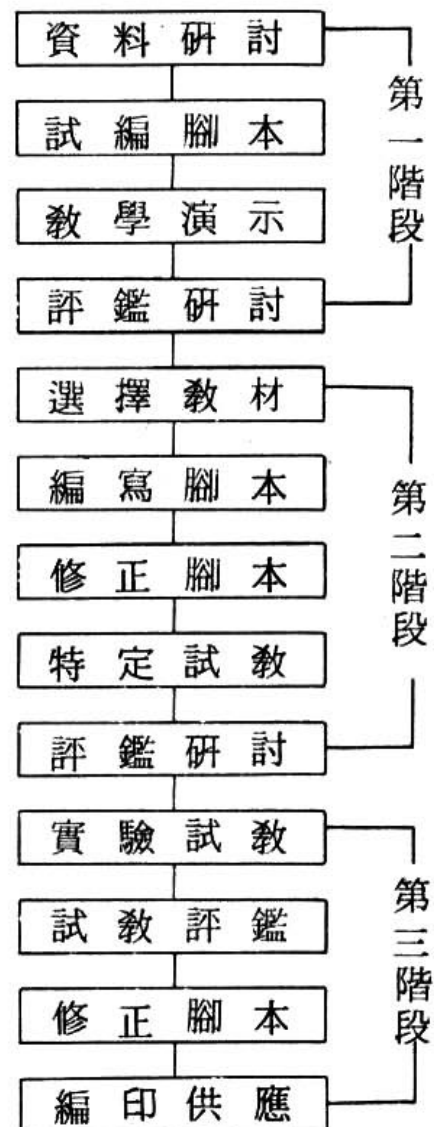 資料研討
試編腳本
教學演示
評鑑研討
第一階段
選擇教材
編寫腳本
修正腳本
特定試教
評鑑研討
第二階段
實驗試教
試教評鑑
修正腳本
編印供應
第三階段